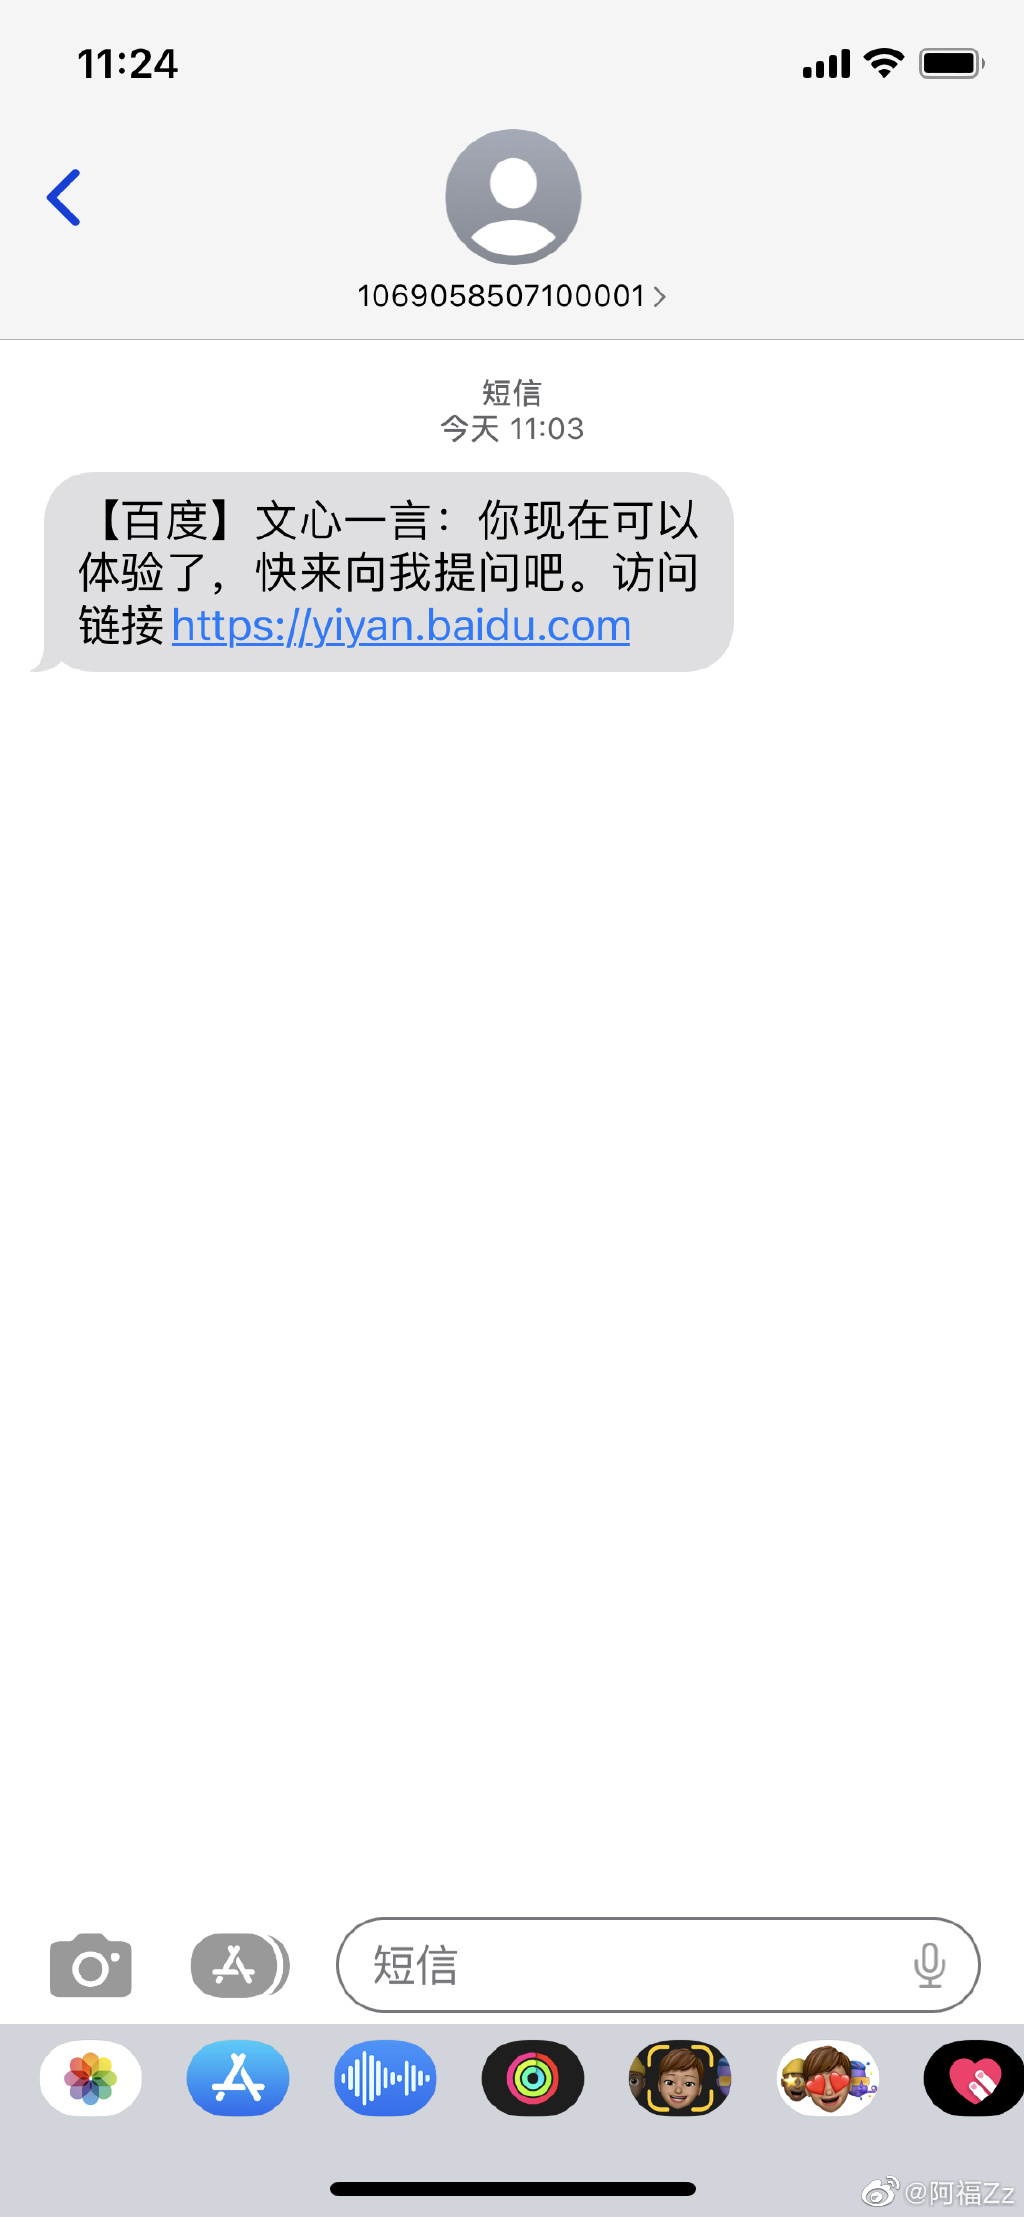 11:24
1069058507100001
短信
今天 11:03
【百度】文心一言：你现在可以
体验了，快来向我提问吧。访问
链接 https://yiyan.baidu.com
短信
@阿福Zz